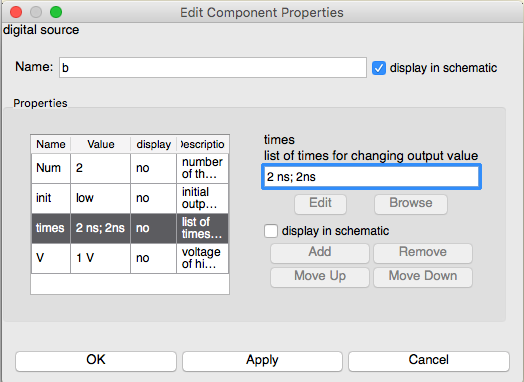 Edit Component Properties
digital source
Name: b display in schematic
Properties
Name Value display Descriptio
Num 2 no number of th...
init low no initial outp...
times 2 ns; 2ns no list of times...
V 1 V no voltage of hi...
times
list of times for changing output value
2 ns; 2ns
Edit Browse
display in schematic
Add Remove
Move Up Move Down
OK Apply Cancel